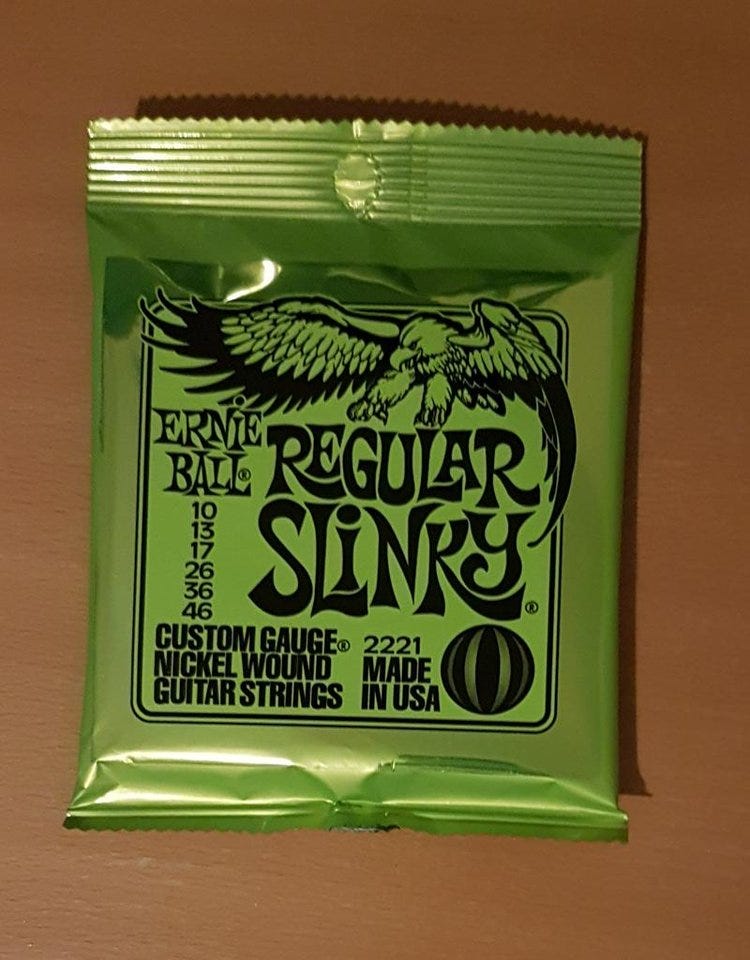 ERNIE
BALL®
REGULAR
SLINKY®
10
13
17
26
36
46
CUSTOM GAUGE®
NICKEL WOUND
GUITAR STRINGS
2221
MADE
IN USA